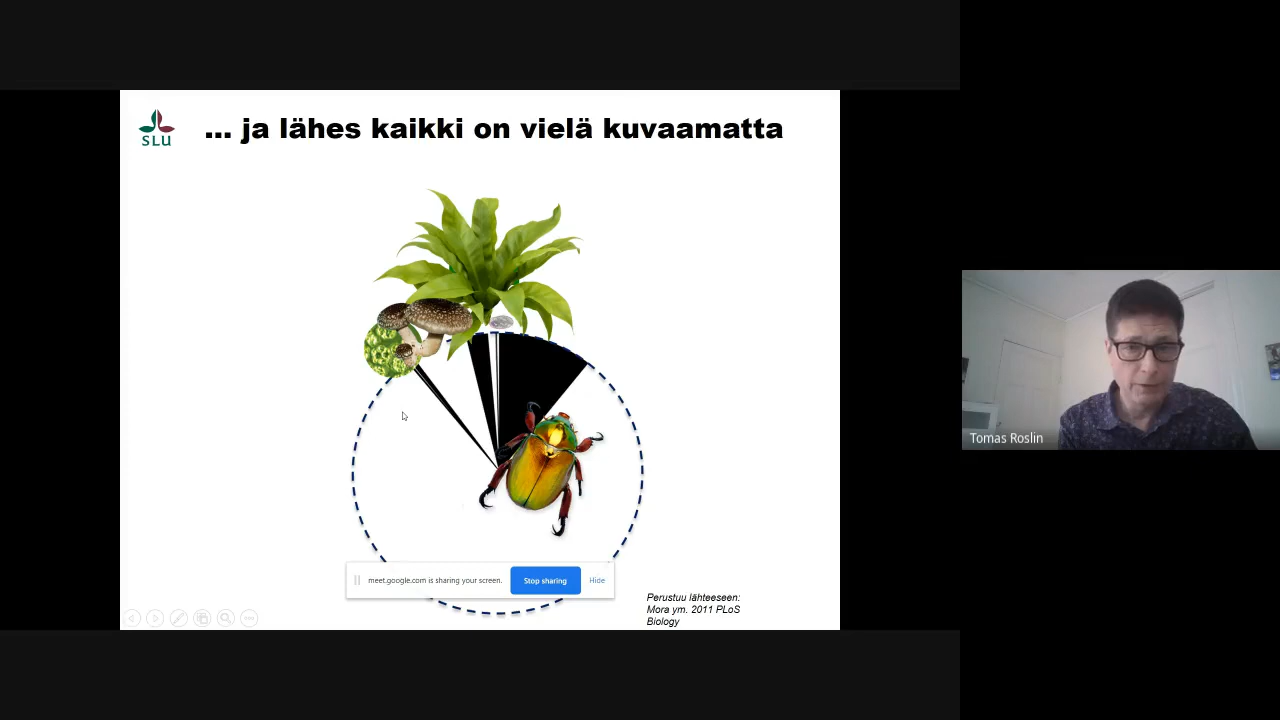 SLU
... ja lähes kaikki on vielä kuvaamatta
Tomas Roslin
meet.google.com is sharing your screen.
Stop sharing
Hide
Perustuu lähteeseen:
Mora ym. 2011 PLoS
Biology